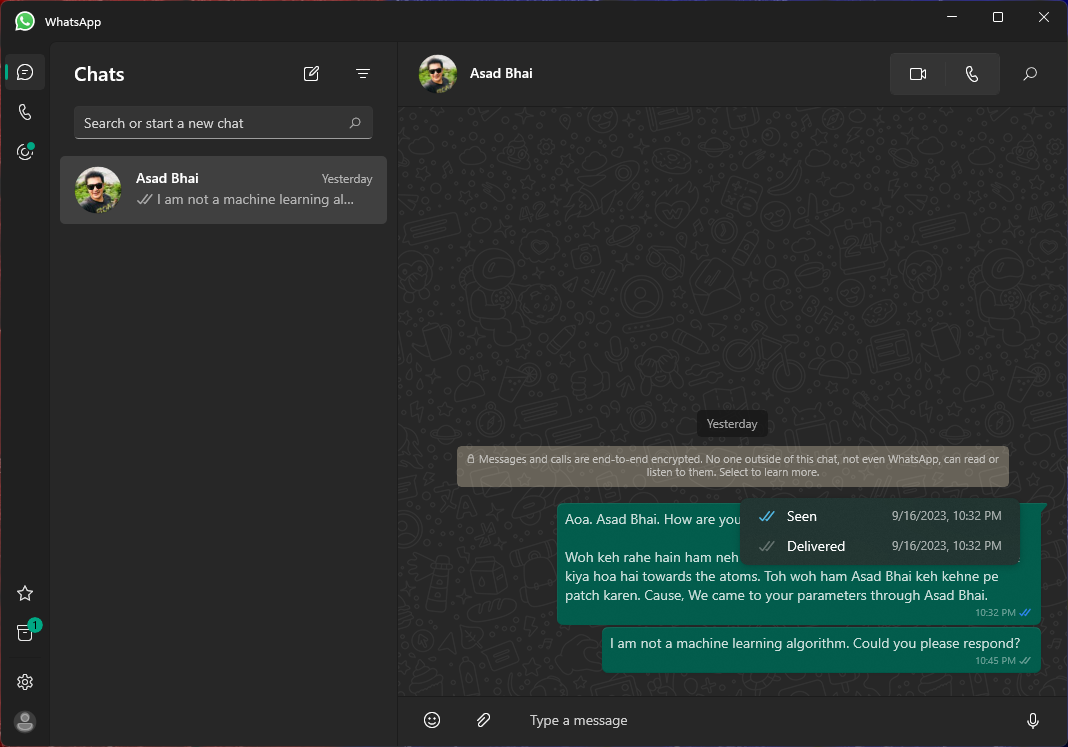 WhatsApp
Chats
Search or start a new chat
Asad Bhai
Yesterday
I am not a machine learning al...
1
Asad Bhai
Yesterday
Messages and calls are end-to-end encrypted. No one outside of this chat, not even WhatsApp, can read or
listen to them. Select to learn more.
Aoa. Asad Bhai. How are you
Seen 9/16/2023, 10:32 PM
Delivered 9/16/2023, 10:32 PM
Woh keh rahe hain ham neh
kiya hoa hai towards the atoms. Toh woh ham Asad Bhai keh kehne pe
patch karen. Cause, We came to your parameters through Asad Bhai.
10:32 PM
I am not a machine learning algorithm. Could you please respond?
10:45 PM
Type a message